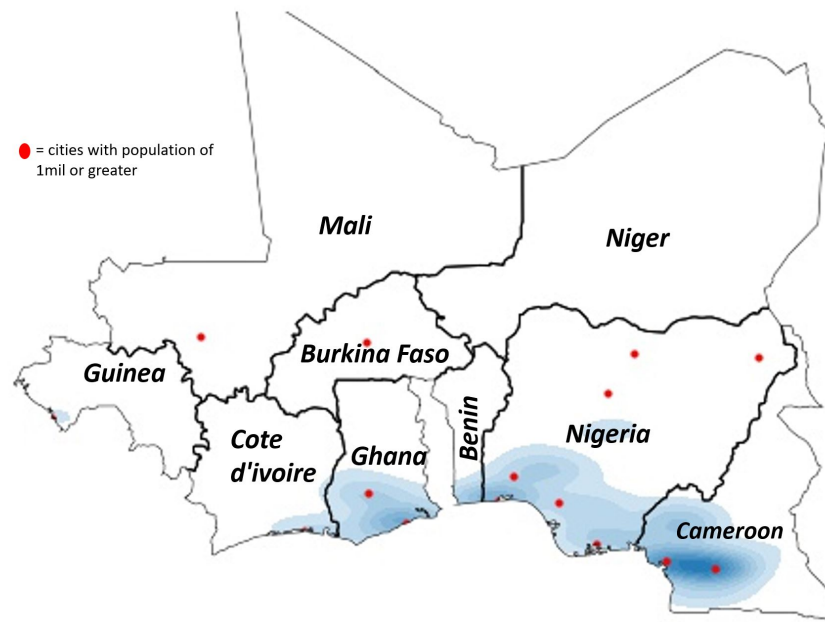 = cities with population of
1mil or greater
Mali
Niger
Burkina Faso
Guinea
Benin
Cote
d'ivoire
Ghana
Nigeria
Cameroon